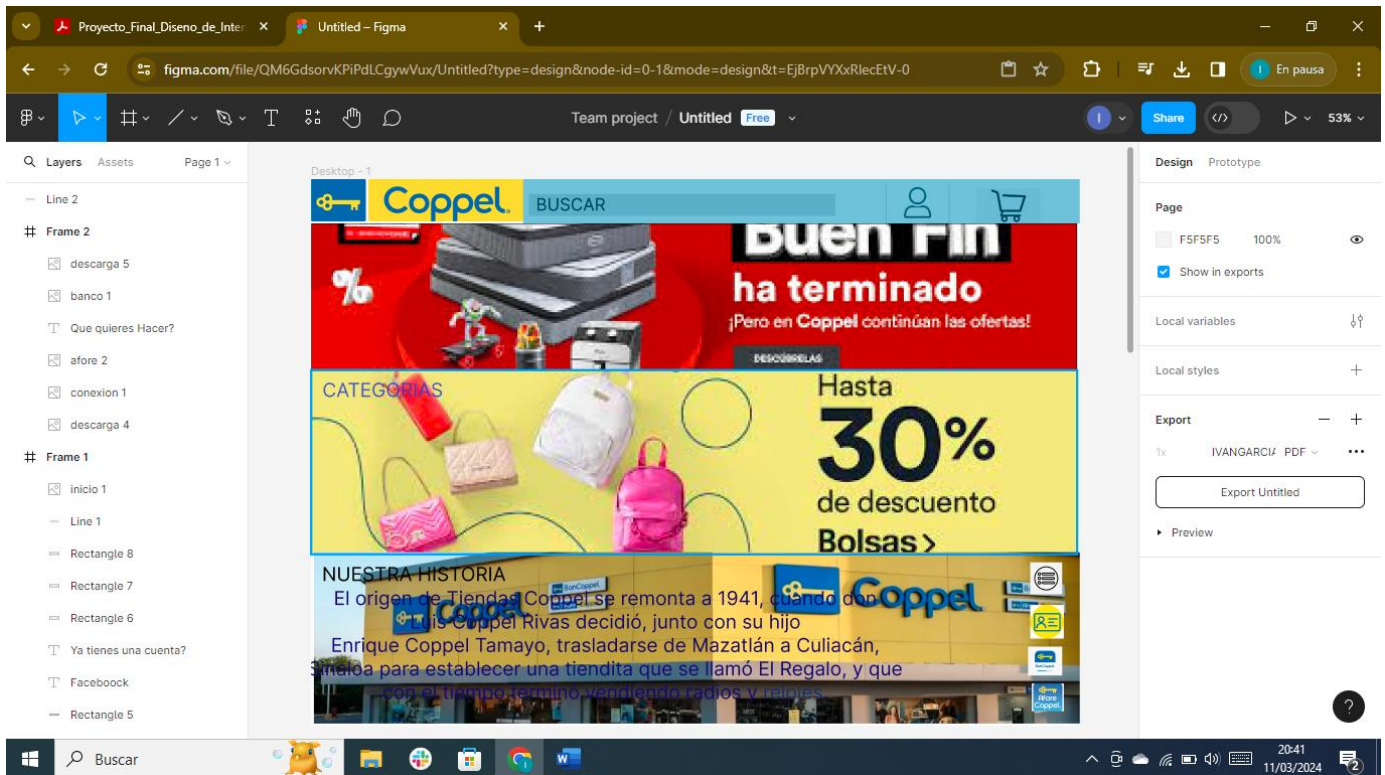 Proyecto_Final_Diseno_de_Inter
Untitled – Figma
figma.com/file/QM6GdsorvKPiPdLCgywVux/Untitled?type=design&node-id=0-1&mode=design&t=EjBrpVYXxRlecEtV-0
I En pausa
Team project / Untitled Free
I
Share
53%
Layers Assets Page 1
Line 2
Frame 2
descarga 5
banco 1
Que quieres Hacer?
afore 2
conexion 1
descarga 4
Frame 1
inicio 1
Line 1
Rectangle 8
Rectangle 7
Rectangle 6
Ya tienes una cuenta?
Faceboock
Rectangle 5
Desktop - 1
Coppel. BUSCAR
%
Buen Fin
ha terminado
¡Pero en Coppel continúan las ofertas!
DESCÚBRELAS
CATEGORIAS
Hasta
30%
de descuento
Bolsas >
NUESTRA HISTORIA
El origen de Tiendas Coppel se remonta a 1941, cuando don
Luis Coppel Rivas decidió, junto con su hijo
Enrique Coppel Tamayo, trasladarse de Mazatlán a Culiacán,
Sinaloa para establecer una tiendita que se llamó El Regalo, y que
con el tiempo termino vendiendo radios y relojes
BanCoppel
Coppel
Coppel
Afore
Coppel
Design Prototype
Page
F5F5F5 100%
Show in exports
Local variables
Local styles
Export
1x IVANGARCI PDF
Export Untitled
Preview
?
Buscar
20:41
11/03/2024
2